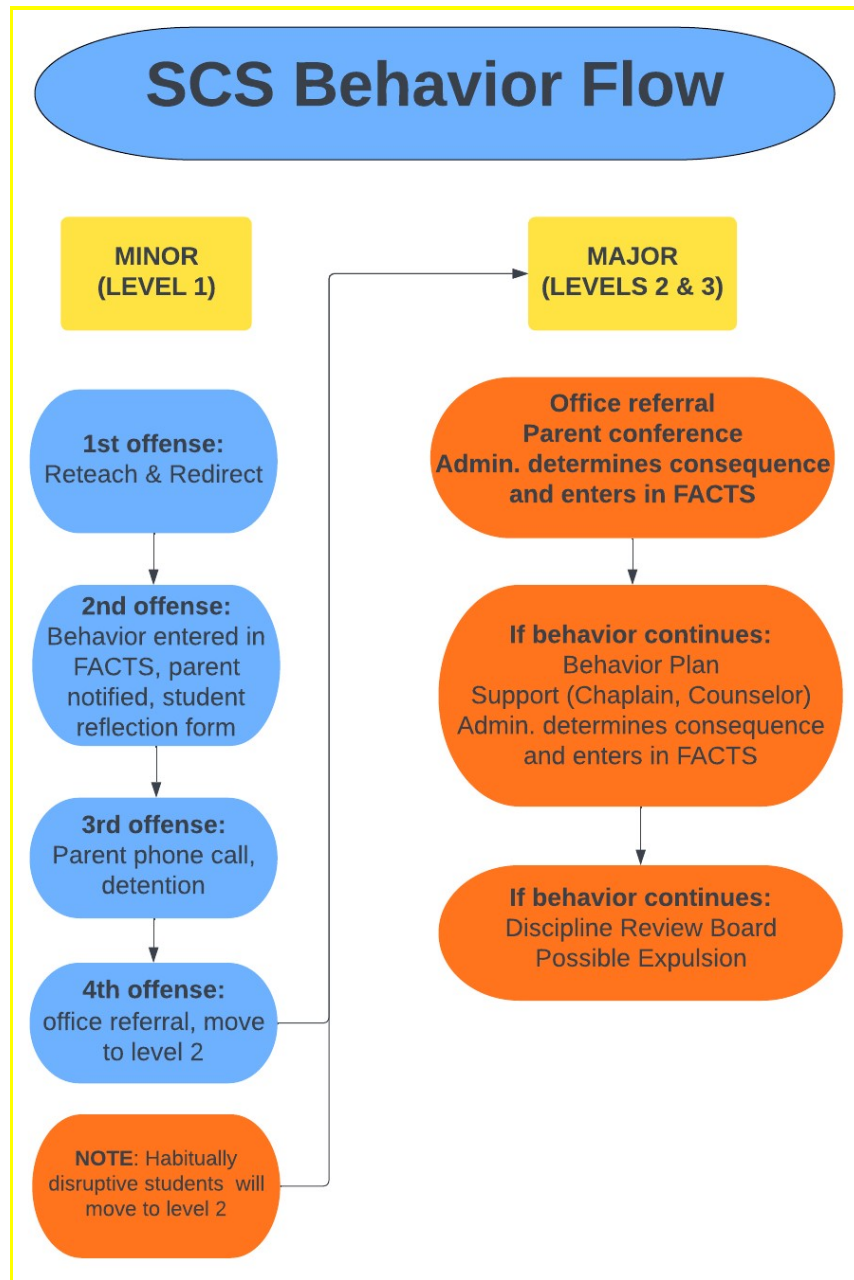 SCS Behavior Flow
MINOR
(LEVEL 1)
1st offense:
Reteach & Redirect
2nd offense:
Behavior entered in
FACTS, parent
notified, student
reflection form
3rd offense:
Parent phone call,
detention
4th offense:
office referral, move
to level 2
NOTE: Habitually
disruptive students will
move to level 2
MAJOR
(LEVELS 2 & 3)
Office referral
Parent conference
Admin. determines consequence
and enters in FACTS
If behavior continues:
Behavior Plan
Support (Chaplain, Counselor)
Admin. determines consequence
and enters in FACTS
If behavior continues:
Discipline Review Board
Possible Expulsion